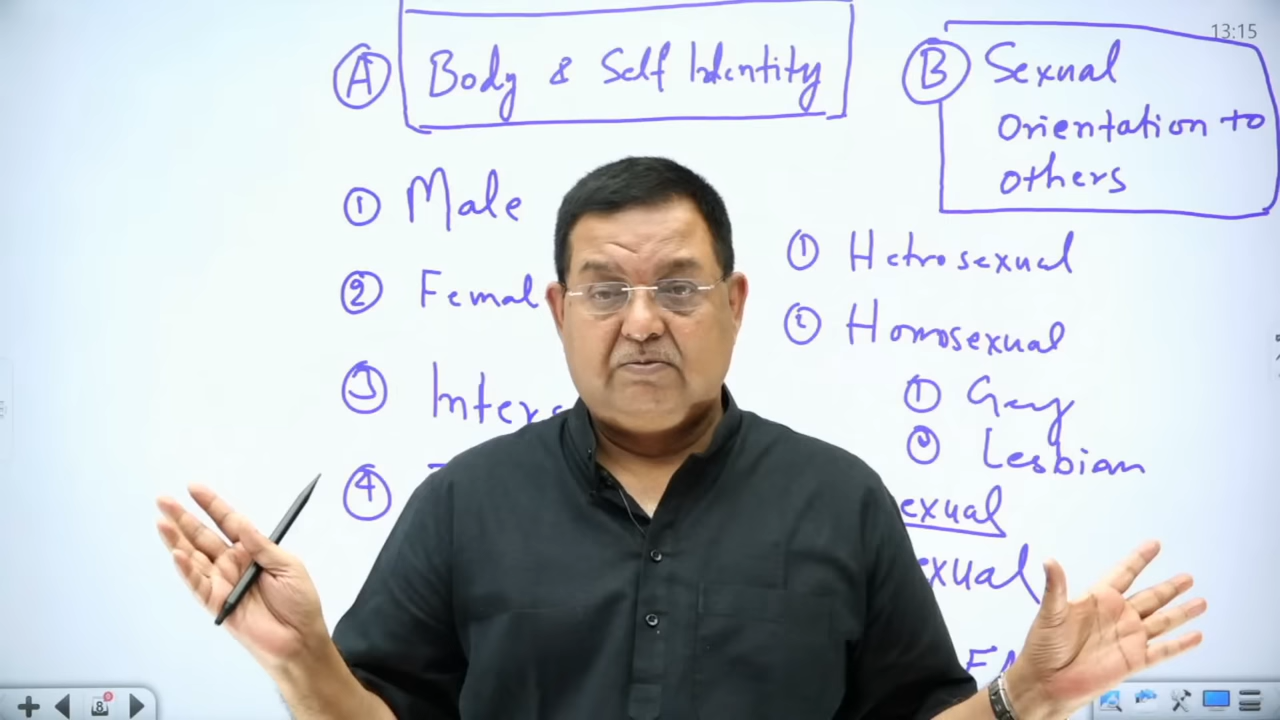 13:15
A Body & Self Identity
1 Male
2 Femal
3 Inters
4
B Sexual
Orientation to
others
1 Hetrosexual
2 Homosexual
1 Gay
2 Lesbian
exual
exual
8